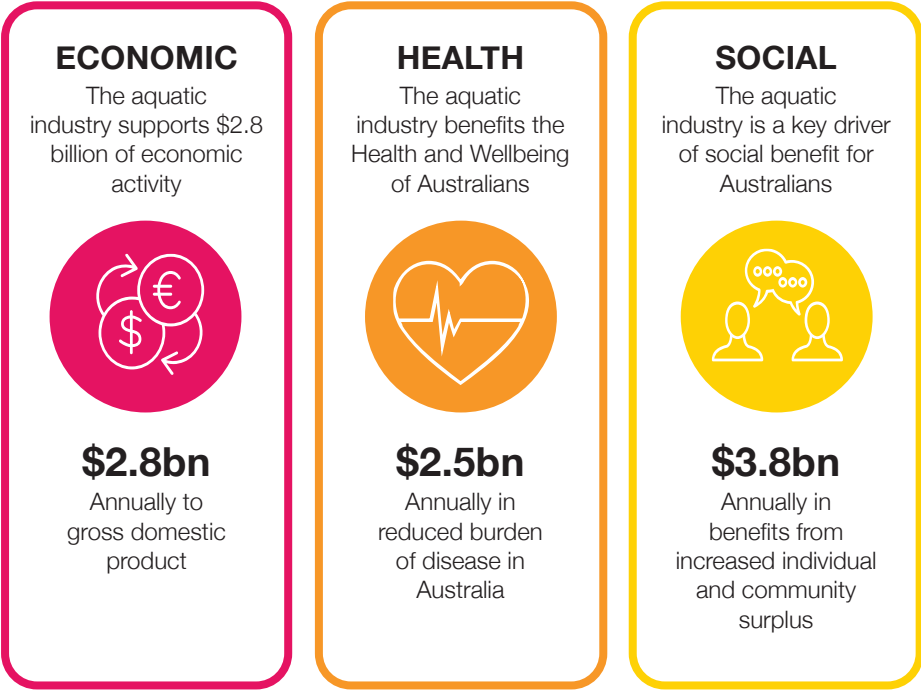 ECONOMIC
The aquatic
industry supports $2.8
billion of economic
activity
€
$
$2.8bn
Annually to
gross domestic
product
HEALTH
The aquatic
industry benefits the
Health and Wellbeing
of Australians
$2.5bn
Annually in
reduced burden
of disease in
Australia
SOCIAL
The aquatic
industry is a key driver
of social benefit for
Australians
$3.8bn
Annually in
benefits from
increased individual
and community
surplus